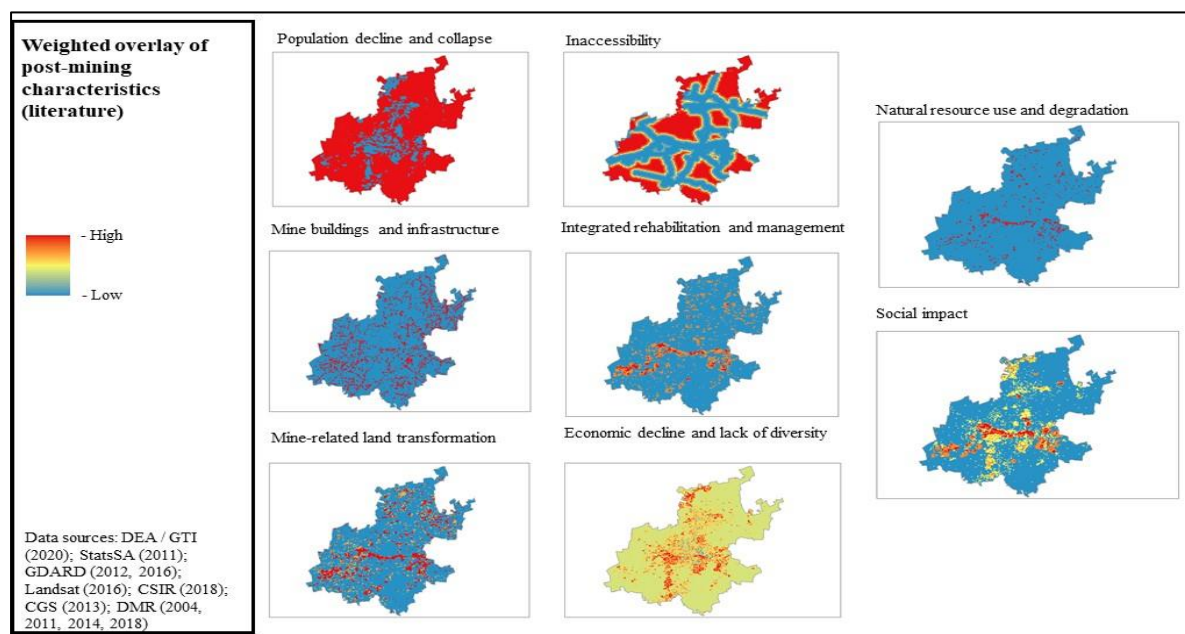 Weighted overlay of
post-mining
characteristics
(literature)
- High
- Low
Data sources: DEA / GTI
(2020); StatsSA (2011);
GDARD (2012, 2016);
Landsat (2016); CSIR (2018);
CGS (2013); DMR (2004,
2011, 2014, 2018)
Population decline and collapse
Inaccessibility
Mine buildings and infrastructure
Integrated rehabilitation and management
Mine-related land transformation
Economic decline and lack of diversity
Natural resource use and degradation
Social impact